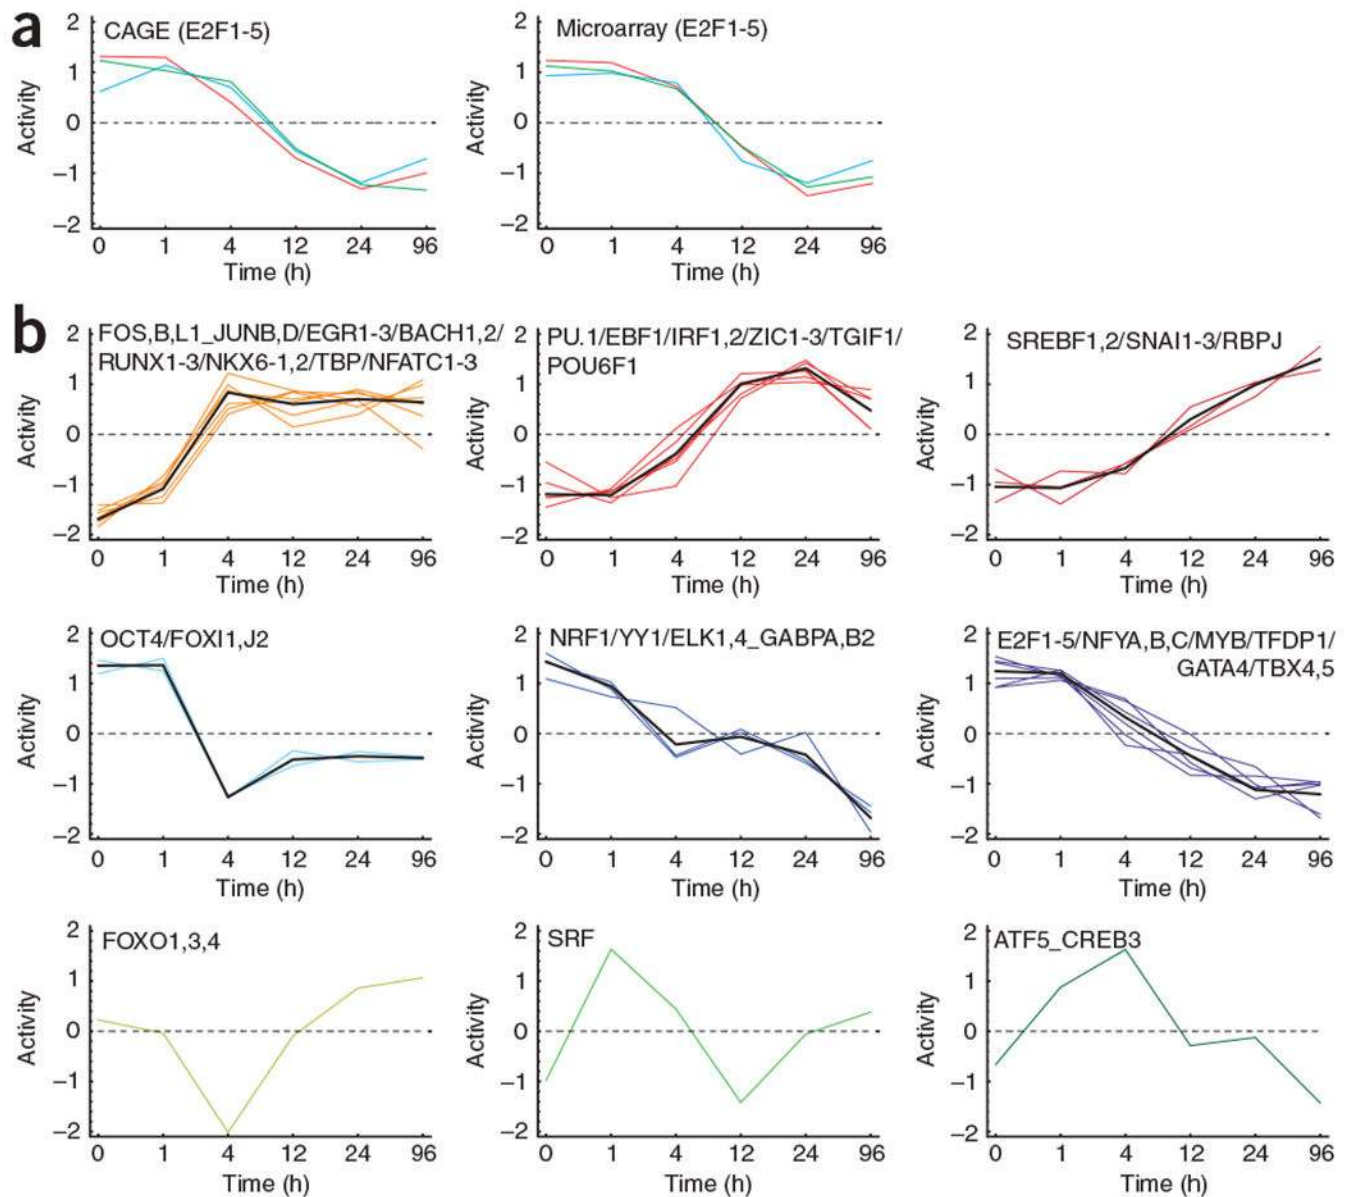 a
CAGE (E2F1-5)
Microarray (E2F1-5)
2
1
0
−1
−2
Activity
0 1 4 12 24 96
Time (h)
2
1
0
−1
−2
Activity
0 1 4 12 24 96
Time (h)
b
FOS,B,L1_JUNB,D/EGR1-3/BACH1,2/
RUNX1-3/NKX6-1,2/TBP/NFATC1-3
2
1
0
−1
−2
Activity
0 1 4 12 24 96
Time (h)
PU.1/EBF1/IRF1,2/ZIC1-3/TGIF1/
POU6F1
2
1
0
−1
−2
Activity
0 1 4 12 24 96
Time (h)
SREBF1,2/SNAI1-3/RBPJ
2
1
0
−1
−2
Activity
0 1 4 12 24 96
Time (h)
OCT4/FOXI1,J2
2
1
0
−1
−2
Activity
0 1 4 12 24 96
Time (h)
NRF1/YY1/ELK1,4_GABPA,B2
2
1
0
−1
−2
Activity
0 1 4 12 24 96
Time (h)
E2F1-5/NFYA,B,C/MYB/TFDP1/
GATA4/TBX4,5
2
1
0
−1
−2
Activity
0 1 4 12 24 96
Time (h)
FOXO1,3,4
2
1
0
−1
−2
Activity
0 1 4 12 24 96
Time (h)
SRF
2
1
0
−1
−2
Activity
0 1 4 12 24 96
Time (h)
ATF5_CREB3
2
1
0
−1
−2
Activity
0 1 4 12 24 96
Time (h)